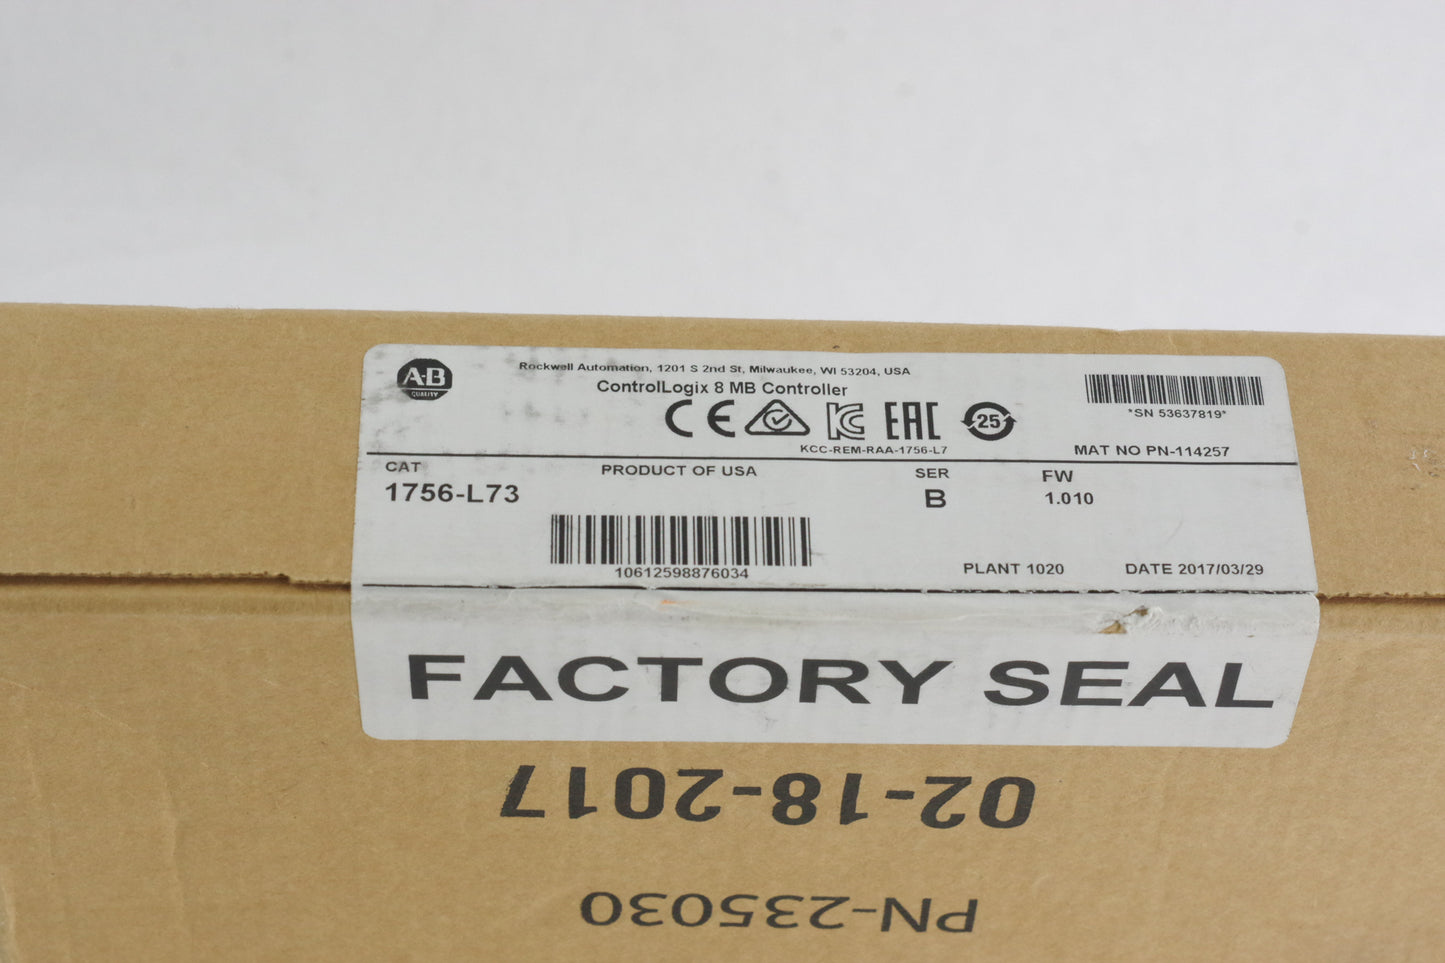 A-B
QUALITY
Rockwell Automation, 1201 S 2nd St, Milwaukee, WI 53204, USA
ControlLogix 8 MB Controller
CE
KC
EAC
25
KCC-REM-RAA-1756-L7
*SN 53637819*
MAT NO PN-114257
CAT
1756-L73
PRODUCT OF USA
SER
B
FW
1.010
10612598876034
PLANT 1020
DATE 2017/03/29
FACTORY SEAL
02-18-2017
PN-235030